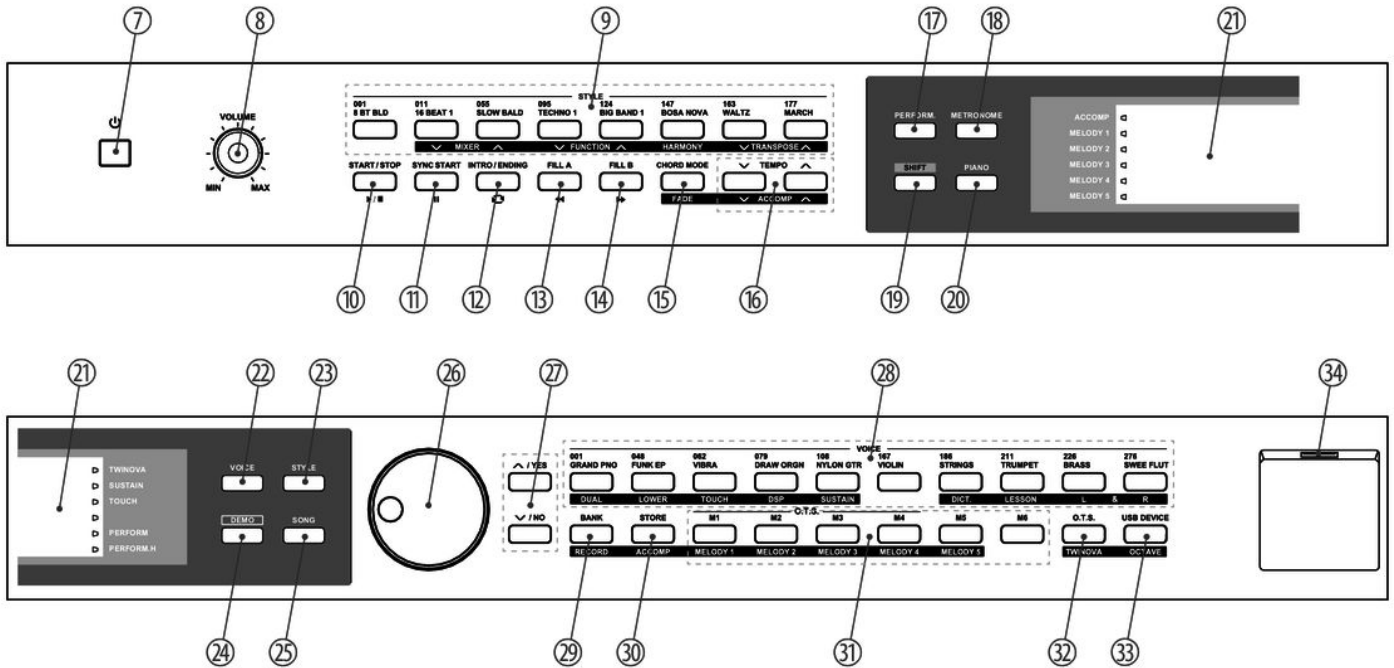 ⑦ ⑧ ⑨ ⑰ ⑱ ㉑
STYLE
001 011 055 095 124 147 163 177
8 BT BLD 16 BEAT 1 SLOW BALD TECHNO 1 BIG BAND 1 BOSA NOVA WALTZ MARCH
VOLUME
MIN MAX
MIXER FUNCTION HARMONY TRANSPOSE
START / STOP SYNC START INTRO / ENDING FILL A FILL B CHORD MODE TEMPO
FADE ACCOMP
PERFORM. METRONOME
SHIFT PIANO
ACCOMP
MELODY 1
MELODY 2
MELODY 3
MELODY 4
MELODY 5
⑩ ⑪ ⑫ ⑬ ⑭ ⑮ ⑯ ⑲ ⑳
㉑ ㉒ ㉓ ㉖ ㉗ ㉘ ㉞
TWINOVA
SUSTAIN
TOUCH
PERFORM
PERFORM.H
VOICE STYLE
DEMO SONG
/ YES
/ NO
VOICE
001 048 062 079 108 167 186 211 226 276
GRAND PNO FUNK EP VIBRA DRAW ORGN NYLON GTR VIOLIN STRINGS TRUMPET BRASS SWEE FLUT
DUAL LOWER TOUCH DSP SUSTAIN DICT. LESSON L & R
O.T.S.
BANK STORE M1 M2 M3 M4 M5 M6 O.T.S. USB DEVICE
RECORD ACCOMP MELODY 1 MELODY 2 MELODY 3 MELODY 4 MELODY 5 TWINOVA OCTAVE
㉔ ㉕ ㉙ ㉚ ㉛ ㉜ ㉝